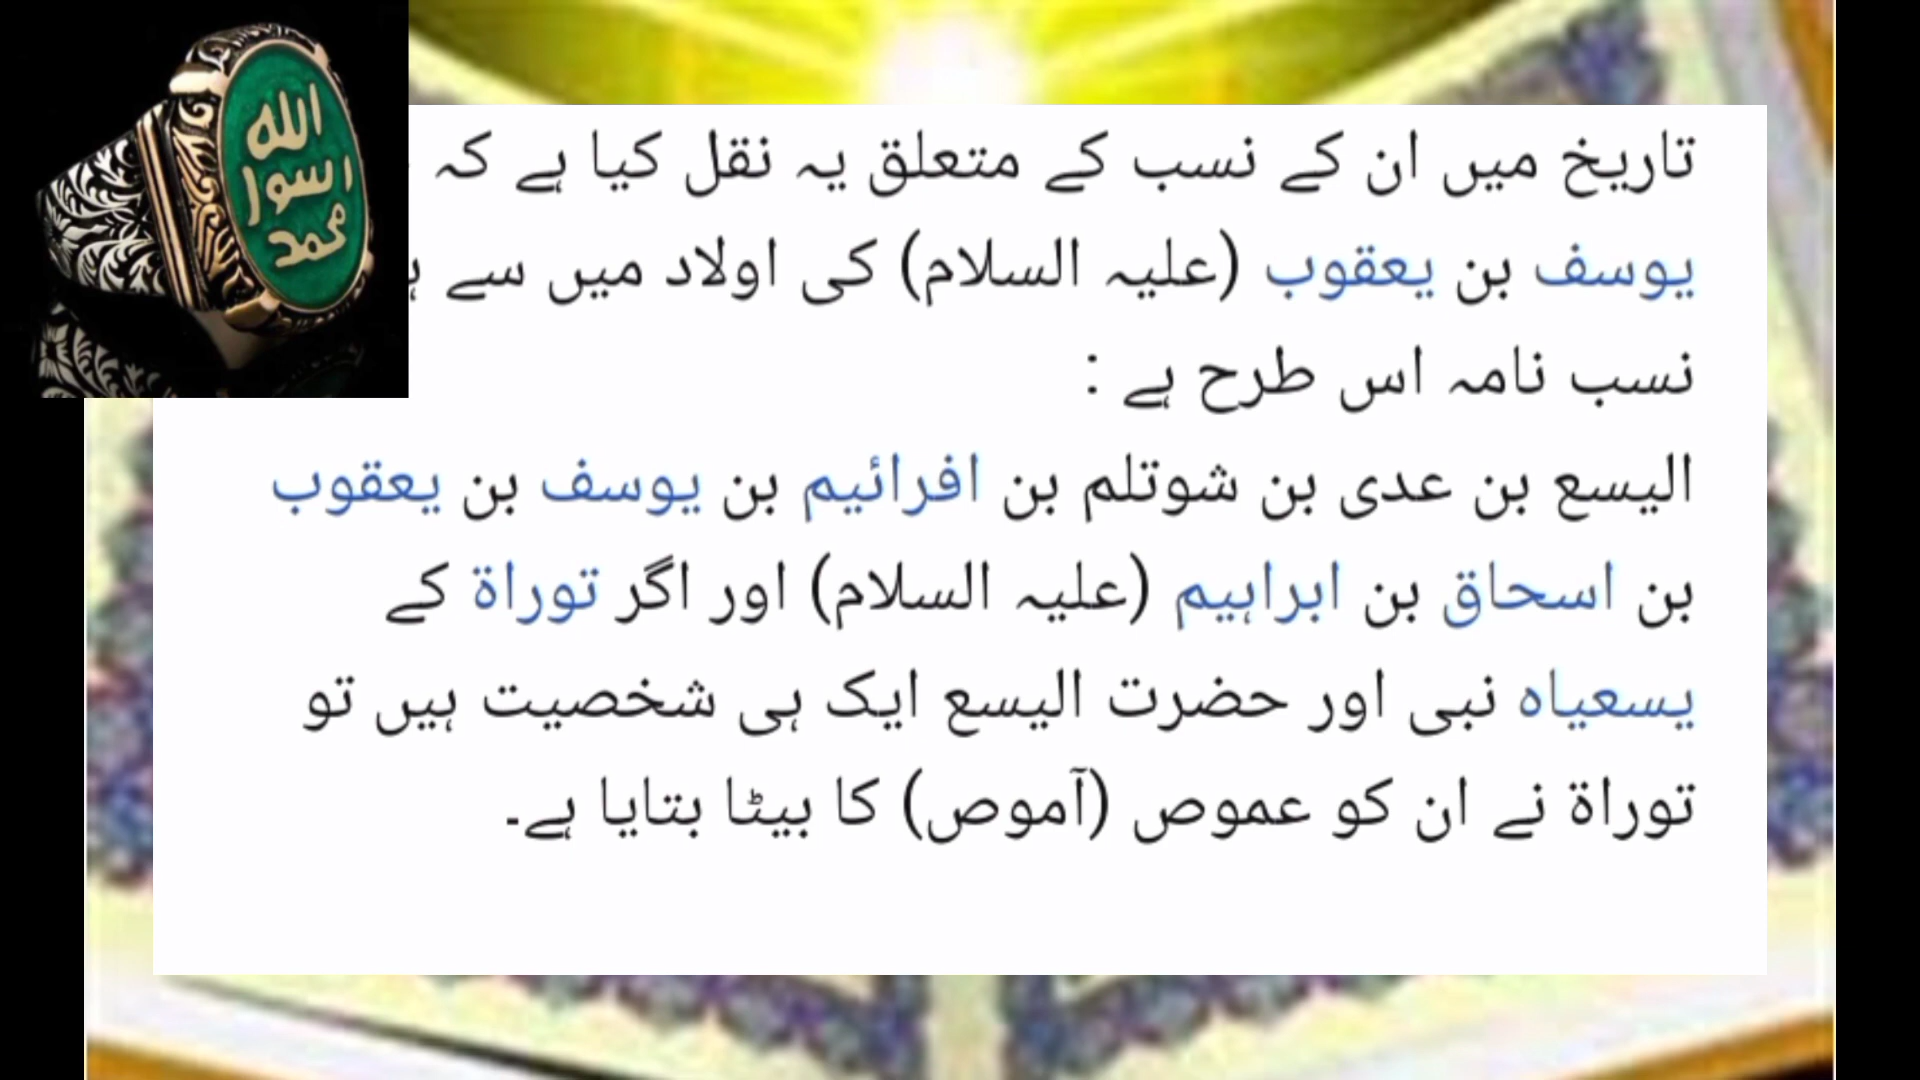 الله
رسول
محمد
تاریخ میں ان کے نسب کے متعلق یہ نقل کیا ہے کہ
یوسف بن یعقوب (علیہ السلام) کی اولاد میں سے
نسب نامہ اس طرح ہے :
الیسع بن عدی بن شوتلم بن افرائیم بن یوسف بن یعقوب
بن اسحاق بن ابراہیم (علیہ السلام) اور اگر توراۃ کے
یسعیاہ نبی اور حضرت الیسع ایک ہی شخصیت ہیں تو
توراۃ نے ان کو عموص (آموص) کا بیٹا بتایا ہے۔